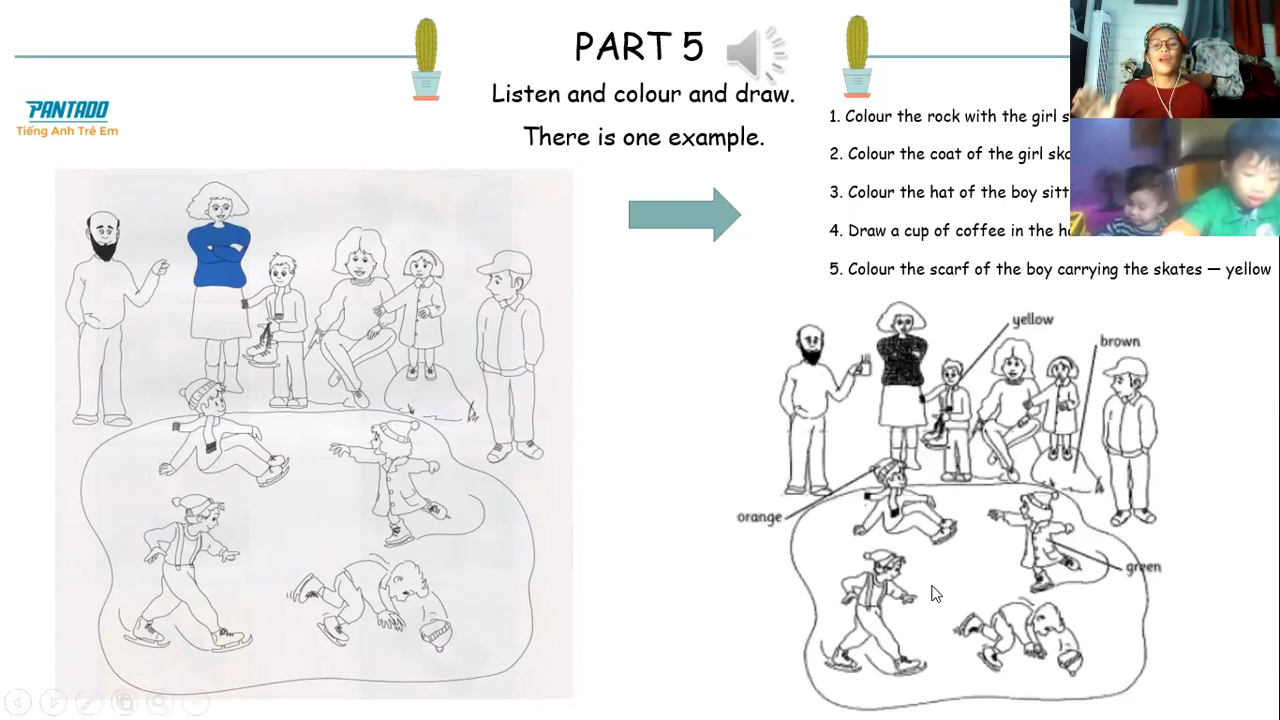 PART 5
Listen and colour and draw.
There is one example.
PANTADO
Tiếng Anh Trẻ Em
1. Colour the rock with the girl
2. Colour the coat of the girl
3. Colour the hat of the boy
4. Draw a cup of coffee in the
5. Colour the scarf of the boy carrying the skates — yellow
yellow
brown
orange
green